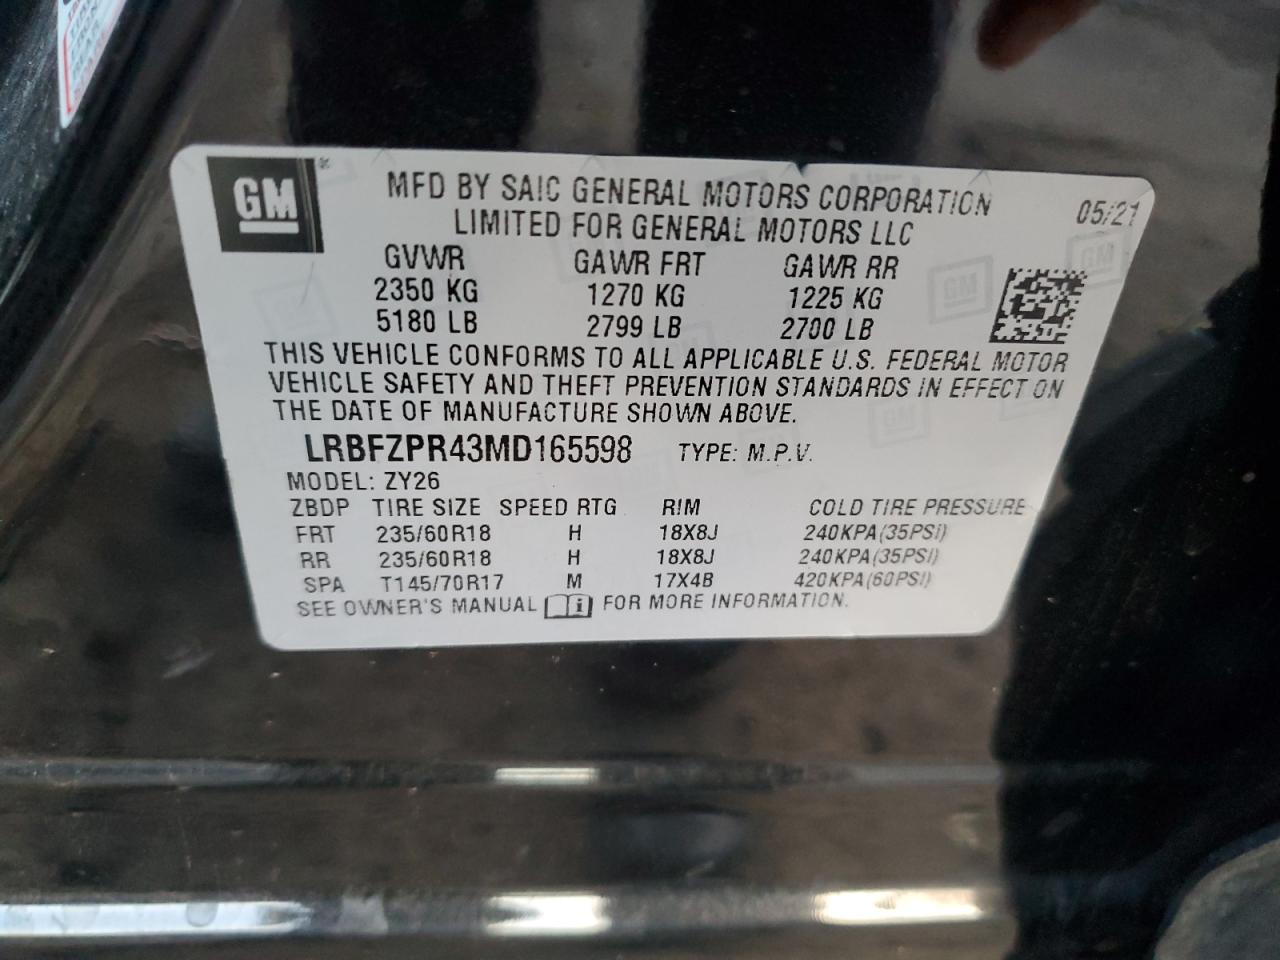 GM ®
MFD BY SAIC GENERAL MOTORS CORPORATION
LIMITED FOR GENERAL MOTORS LLC
05/21
GVWR GAWR FRT GAWR RR
2350 KG 1270 KG 1225 KG
5180 LB 2799 LB 2700 LB
THIS VEHICLE CONFORMS TO ALL APPLICABLE U.S. FEDERAL MOTOR
VEHICLE SAFETY AND THEFT PREVENTION STANDARDS IN EFFECT ON
THE DATE OF MANUFACTURE SHOWN ABOVE.
LRBFZPR43MD165598 TYPE: M.P.V.
MODEL: ZY26
ZBDP TIRE SIZE SPEED RTG RIM COLD TIRE PRESSURE
FRT 235/60R18 H 18X8J 240KPA(35PSI)
RR 235/60R18 H 18X8J 240KPA(35PSI)
SPA T145/70R17 M 17X4B 420KPA(60PSI)
SEE OWNER'S MANUAL i FOR MORE INFORMATION.